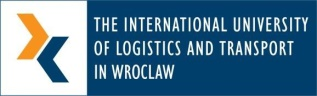 THE INTERNATIONAL UNIVERSITY
OF LOGISTICS AND TRANSPORT
IN WROCLAW